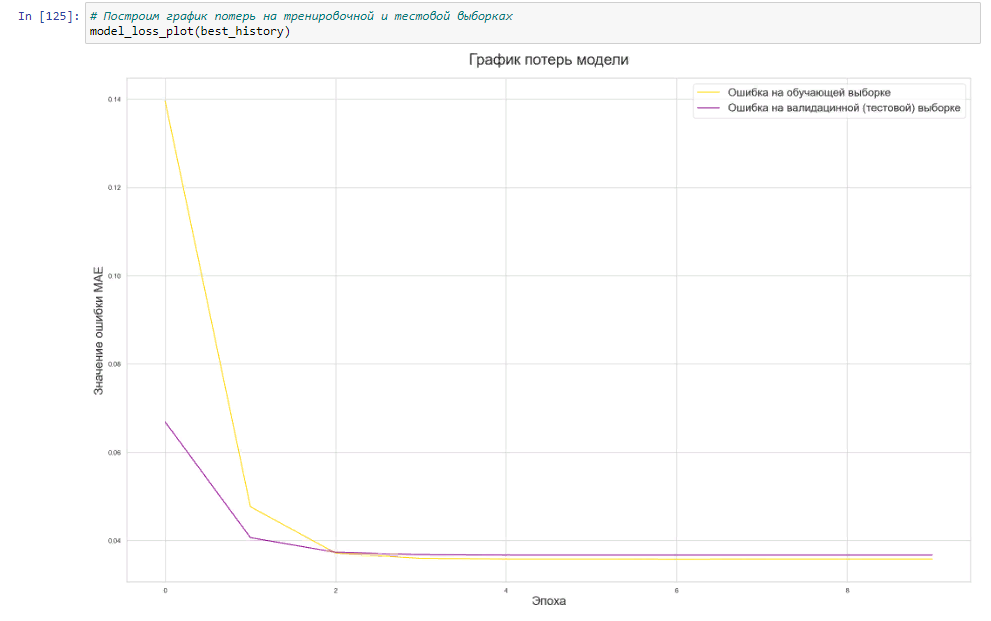 In [125]: # Построим график потерь на тренировочной и тестовой выборках
model_loss_plot(best_history)
График потерь модели
Ошибка на обучающей выборке
Ошибка на валидацинной (тестовой) выборке
Значение ошибки MAE
0.14
0.12
0.10
0.08
0.06
0.04
0 2 4 6 8
Эпоха